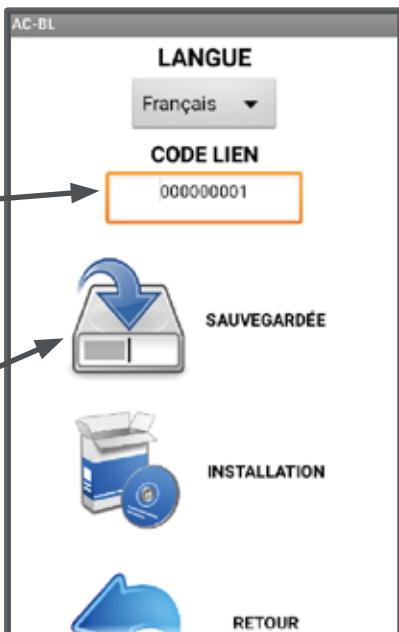 AC-BL
LANGUE
Français
CODE LIEN
000000001
SAUVEGARDÉE
INSTALLATION
RETOUR